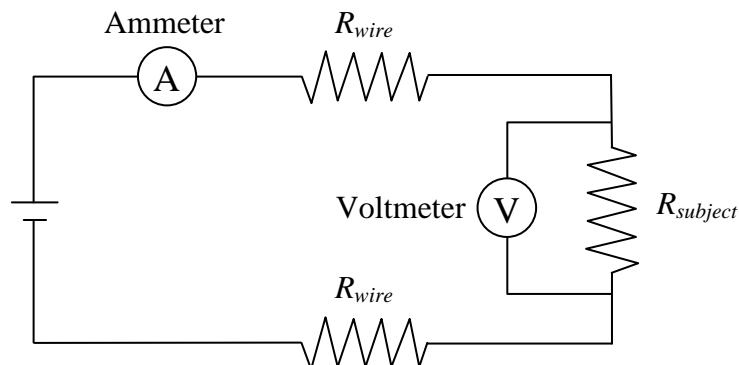 Ammeter
R_wire
A
Voltmeter
V
R_subject
R_wire